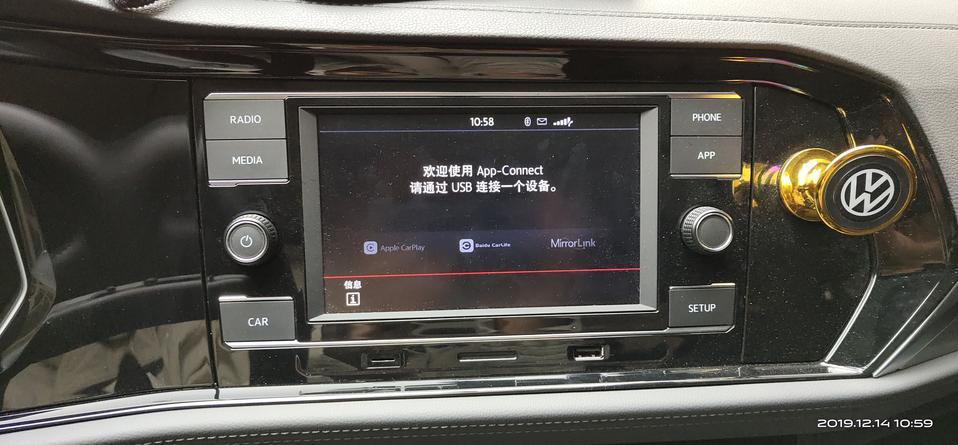 RADIO
MEDIA
CAR
10:58
欢迎使用 App-Connect
请通过 USB 连接一个设备。
Apple CarPlay
Baidu CarLife
MirrorLink
信息
i
PHONE
APP
SETUP
2019.12.14 10:59